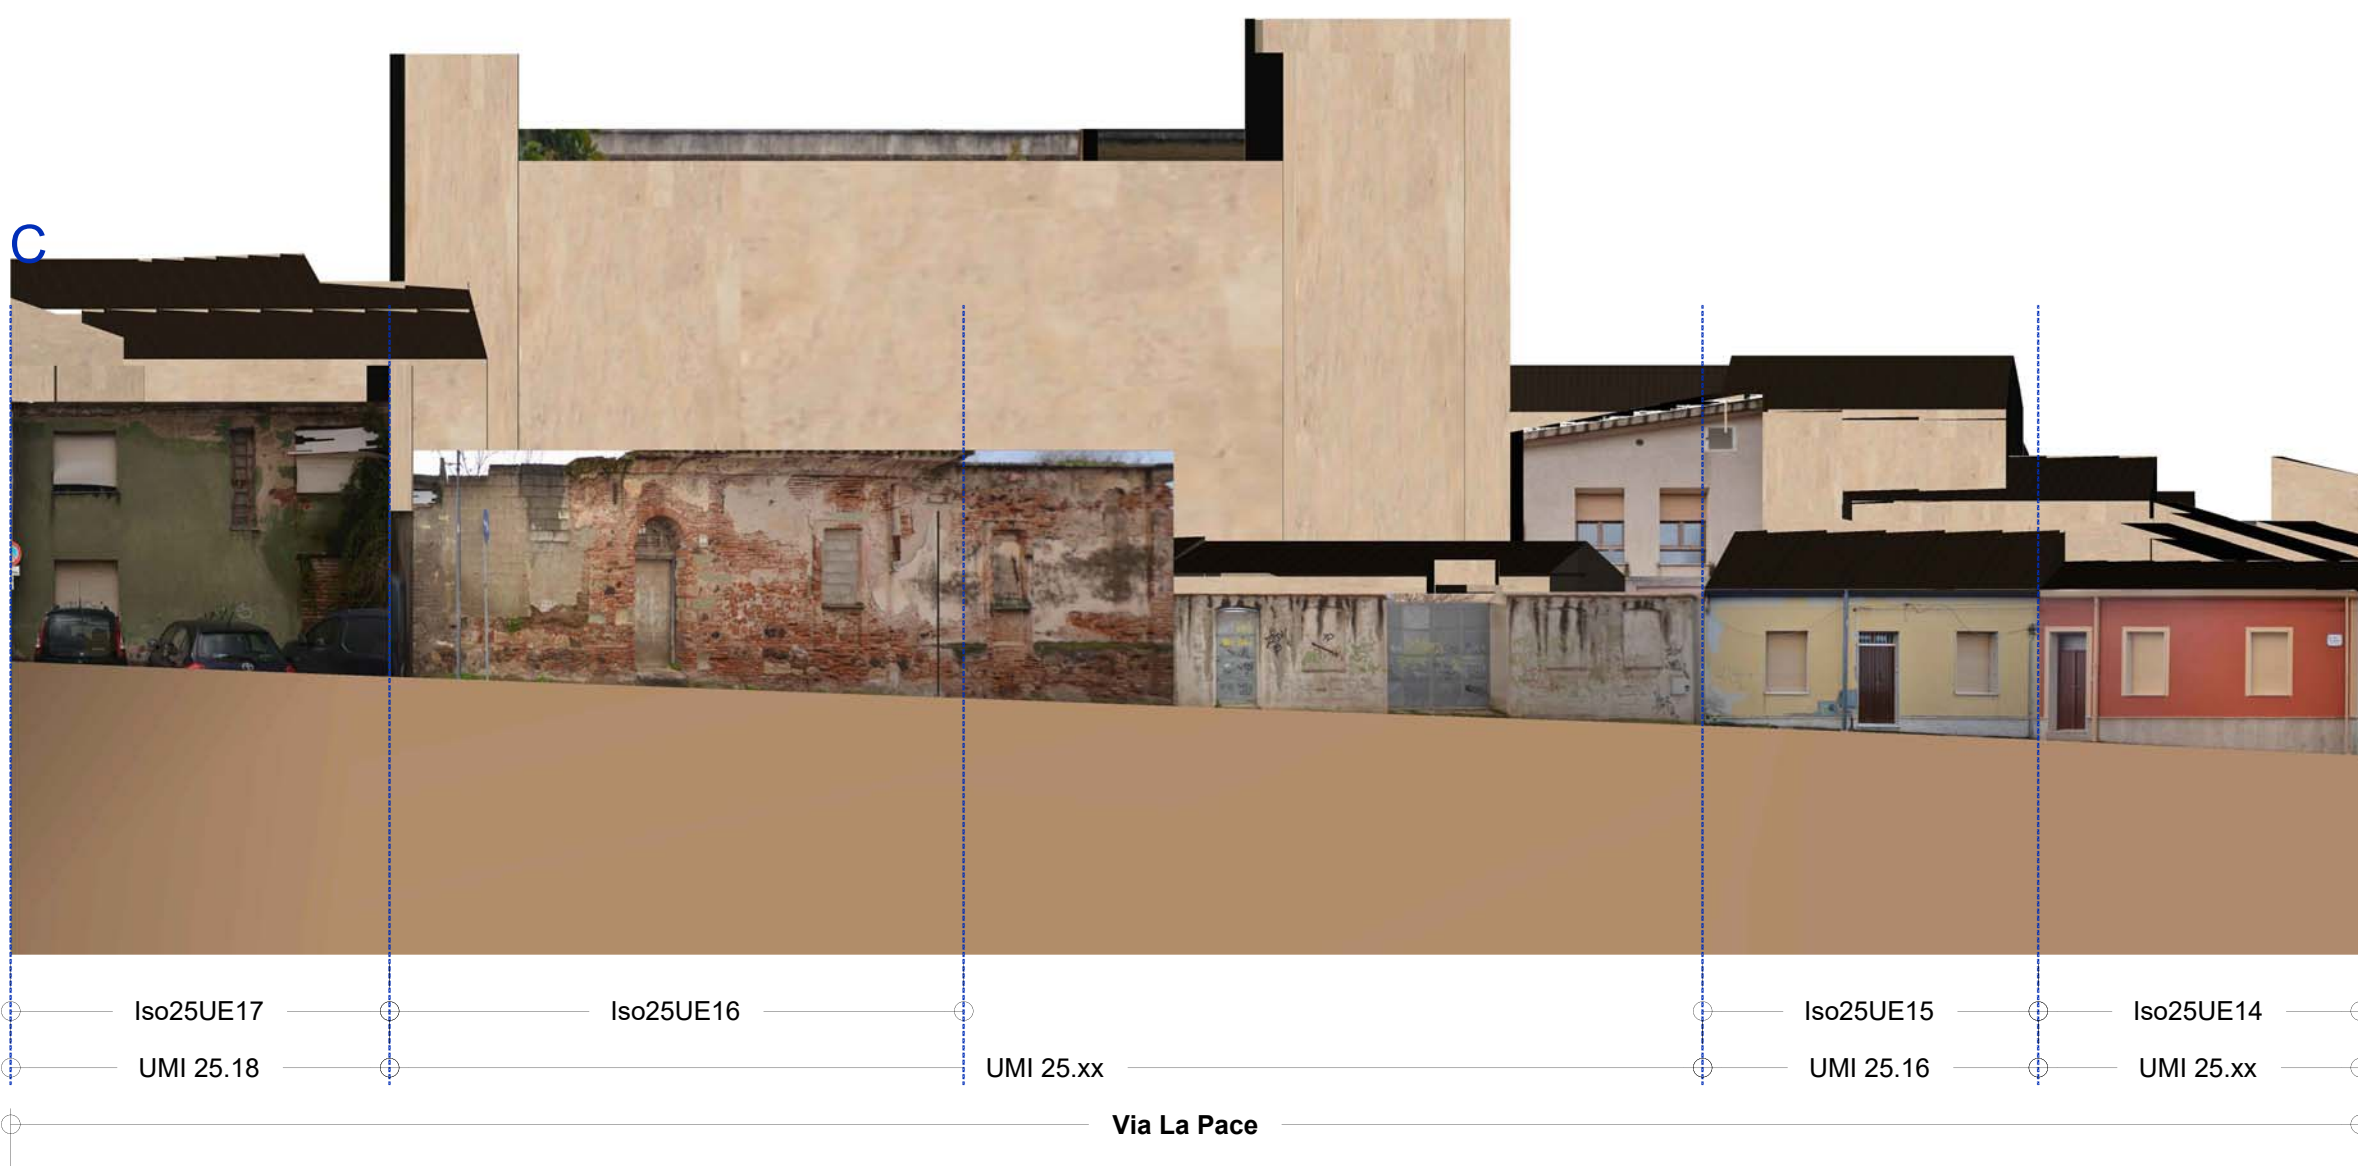 C
Iso25UE17 Iso25UE16 Iso25UE15 Iso25UE14
UMI 25.18 UMI 25.xx UMI 25.16 UMI 25.xx
Via La Pace